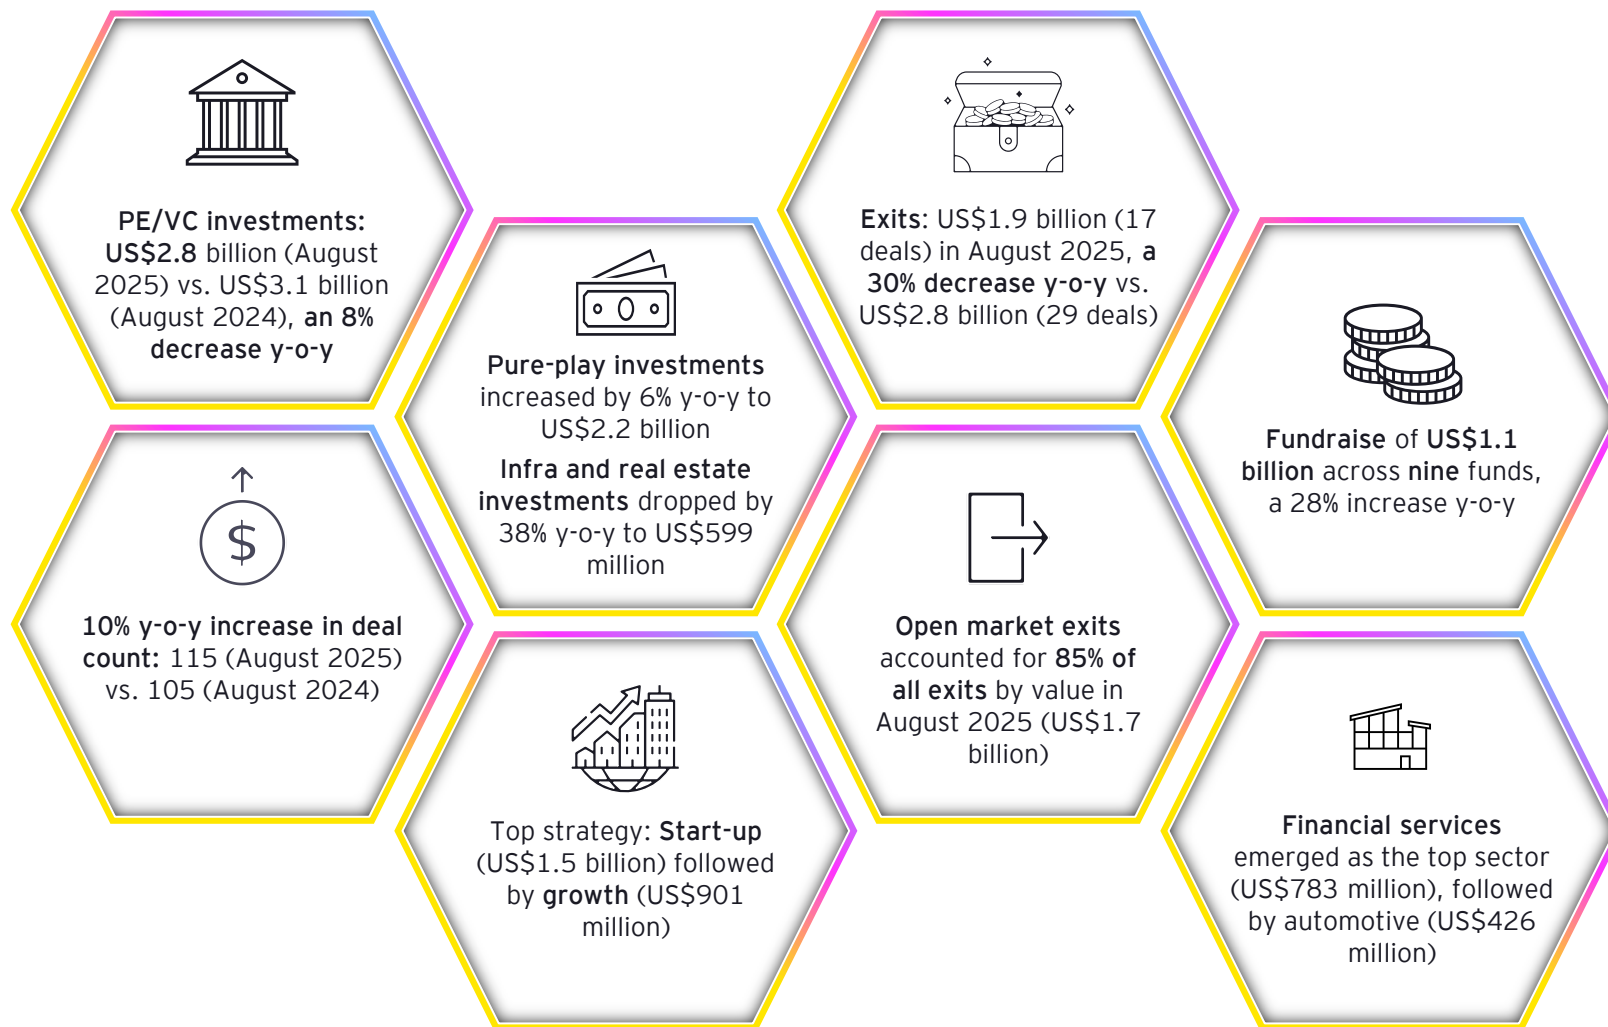 PE/VC investments:
US$2.8 billion (August
2025) vs. US$3.1 billion
(August 2024), an 8%
decrease y-o-y
Pure-play investments
increased by 6% y-o-y to
US$2.2 billion
Infra and real estate
investments dropped by
38% y-o-y to US$599
million
Exits: US$1.9 billion (17
deals) in August 2025, a
30% decrease y-o-y vs.
US$2.8 billion (29 deals)
Fundraise of US$1.1
billion across nine funds,
a 28% increase y-o-y
$
10% y-o-y increase in deal
count: 115 (August 2025)
vs. 105 (August 2024)
Top strategy: Start-up
(US$1.5 billion) followed
by growth (US$901
million)
Open market exits
accounted for 85% of
all exits by value in
August 2025 (US$1.7
billion)
Financial services
emerged as the top sector
(US$783 million), followed
by automotive (US$426
million)